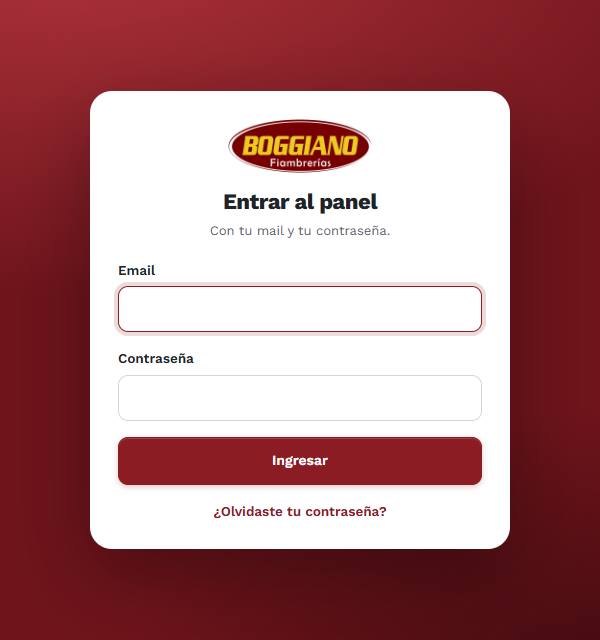 BOGGIANO
Fiambrerías
Entrar al panel
Con tu mail y tu contraseña.
Email
Contraseña
Ingresar
¿Olvidaste tu contraseña?